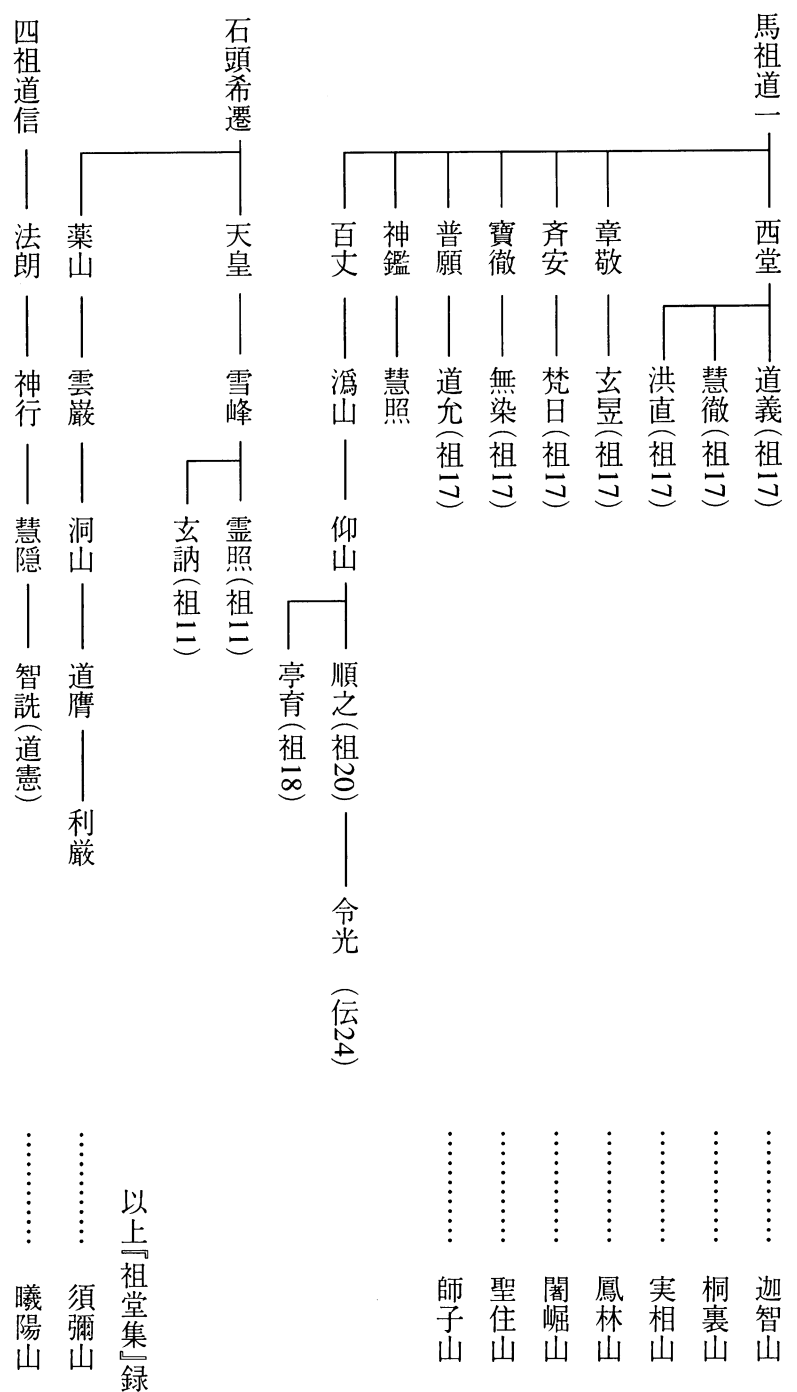 馬祖道一 西堂 道義(祖17) ………… 迦智山
慧徹(祖17) ………… 桐裏山
洪直(祖17) ………… 実相山
章敬 玄昱(祖17) ………… 鳳林山
斉安 梵日(祖17) ………… 闍崛山
寶徹 無染(祖17) ………… 聖住山
普願 道允(祖17) ………… 師子山
神鑑 慧照
百丈 潙山 仰山 順之(祖20) 令光 (伝24)
亭育(祖18)
石頭希遷 天皇 雪峰 霊照(祖11)
玄訥(祖11)
以上『祖堂集』録
薬山 雲巌 洞山 道膺 利厳 ………… 須彌山
四祖道信 法朗 神行 慧隠 智詵(道憲) ………… 曦陽山